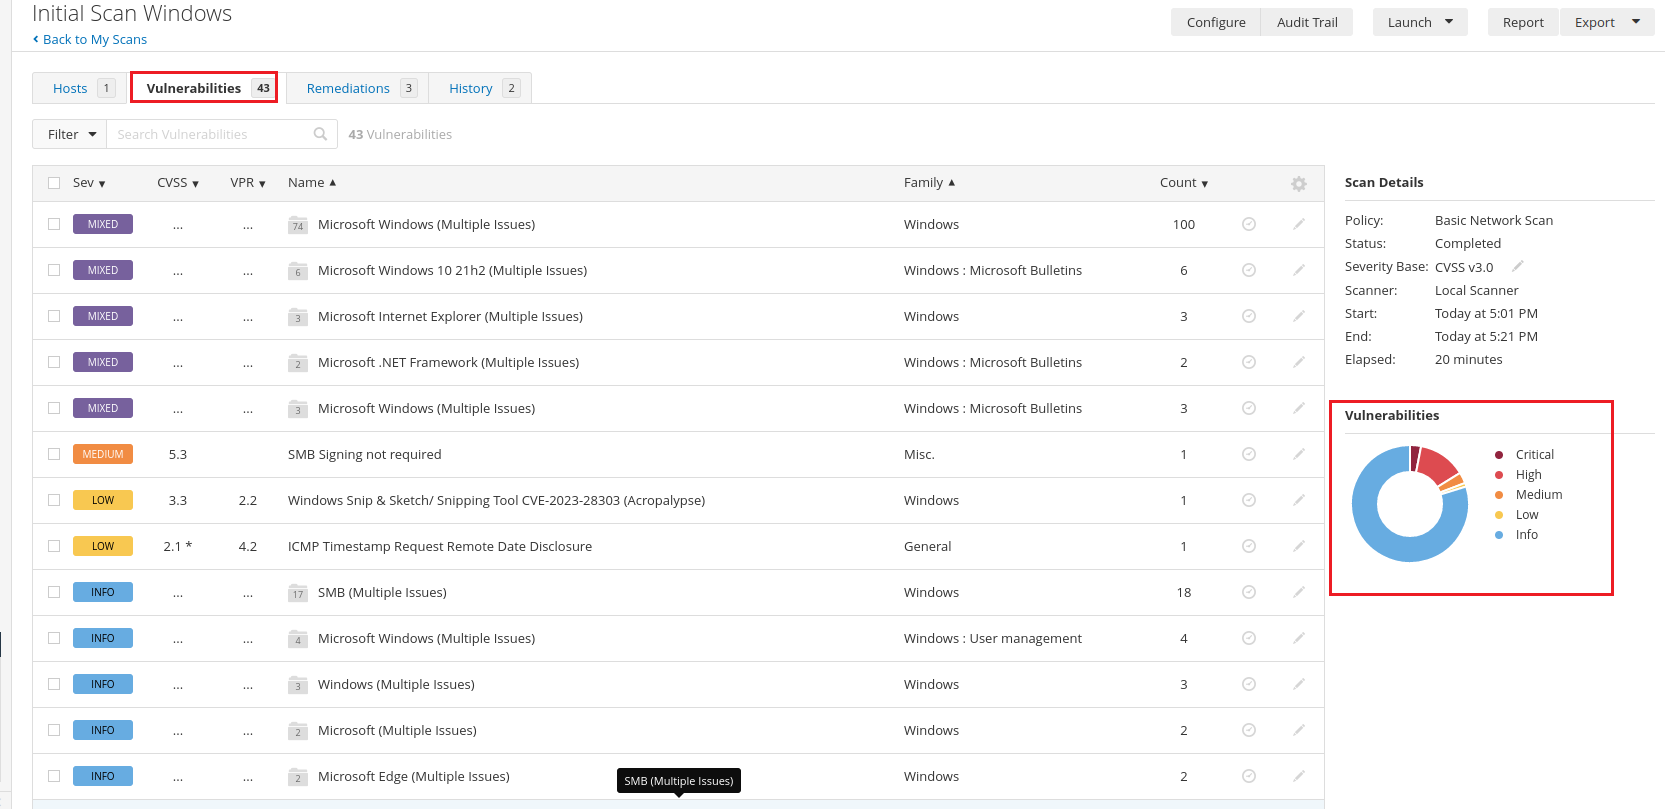 Initial Scan Windows
Back to My Scans
Configure Audit Trail Launch Report Export
Hosts 1 Vulnerabilities 43 Remediations 3 History 2
Filter Search Vulnerabilities 43 Vulnerabilities
Sev CVSS VPR Name Family Count
MIXED ... ... 74 Microsoft Windows (Multiple Issues) Windows 100
MIXED ... ... 6 Microsoft Windows 10 21h2 (Multiple Issues) Windows : Microsoft Bulletins 6
MIXED ... ... 3 Microsoft Internet Explorer (Multiple Issues) Windows 3
MIXED ... ... 2 Microsoft .NET Framework (Multiple Issues) Windows : Microsoft Bulletins 2
MIXED ... ... 3 Microsoft Windows (Multiple Issues) Windows : Microsoft Bulletins 3
MEDIUM 5.3 SMB Signing not required Misc. 1
LOW 3.3 2.2 Windows Snip & Sketch/ Snipping Tool CVE-2023-28303 (Acropalypse) Windows 1
LOW 2.1 * 4.2 ICMP Timestamp Request Remote Date Disclosure General 1
INFO ... ... 17 SMB (Multiple Issues) Windows 18
INFO ... ... 4 Microsoft Windows (Multiple Issues) Windows : User management 4
INFO ... ... 3 Windows (Multiple Issues) Windows 3
INFO ... ... 2 Microsoft (Multiple Issues) Windows 2
INFO ... ... 2 Microsoft Edge (Multiple Issues) Windows 2
SMB (Multiple Issues)
Scan Details
Policy: Basic Network Scan
Status: Completed
Severity Base: CVSS v3.0
Scanner: Local Scanner
Start: Today at 5:01 PM
End: Today at 5:21 PM
Elapsed: 20 minutes
Vulnerabilities
Critical
High
Medium
Low
Info